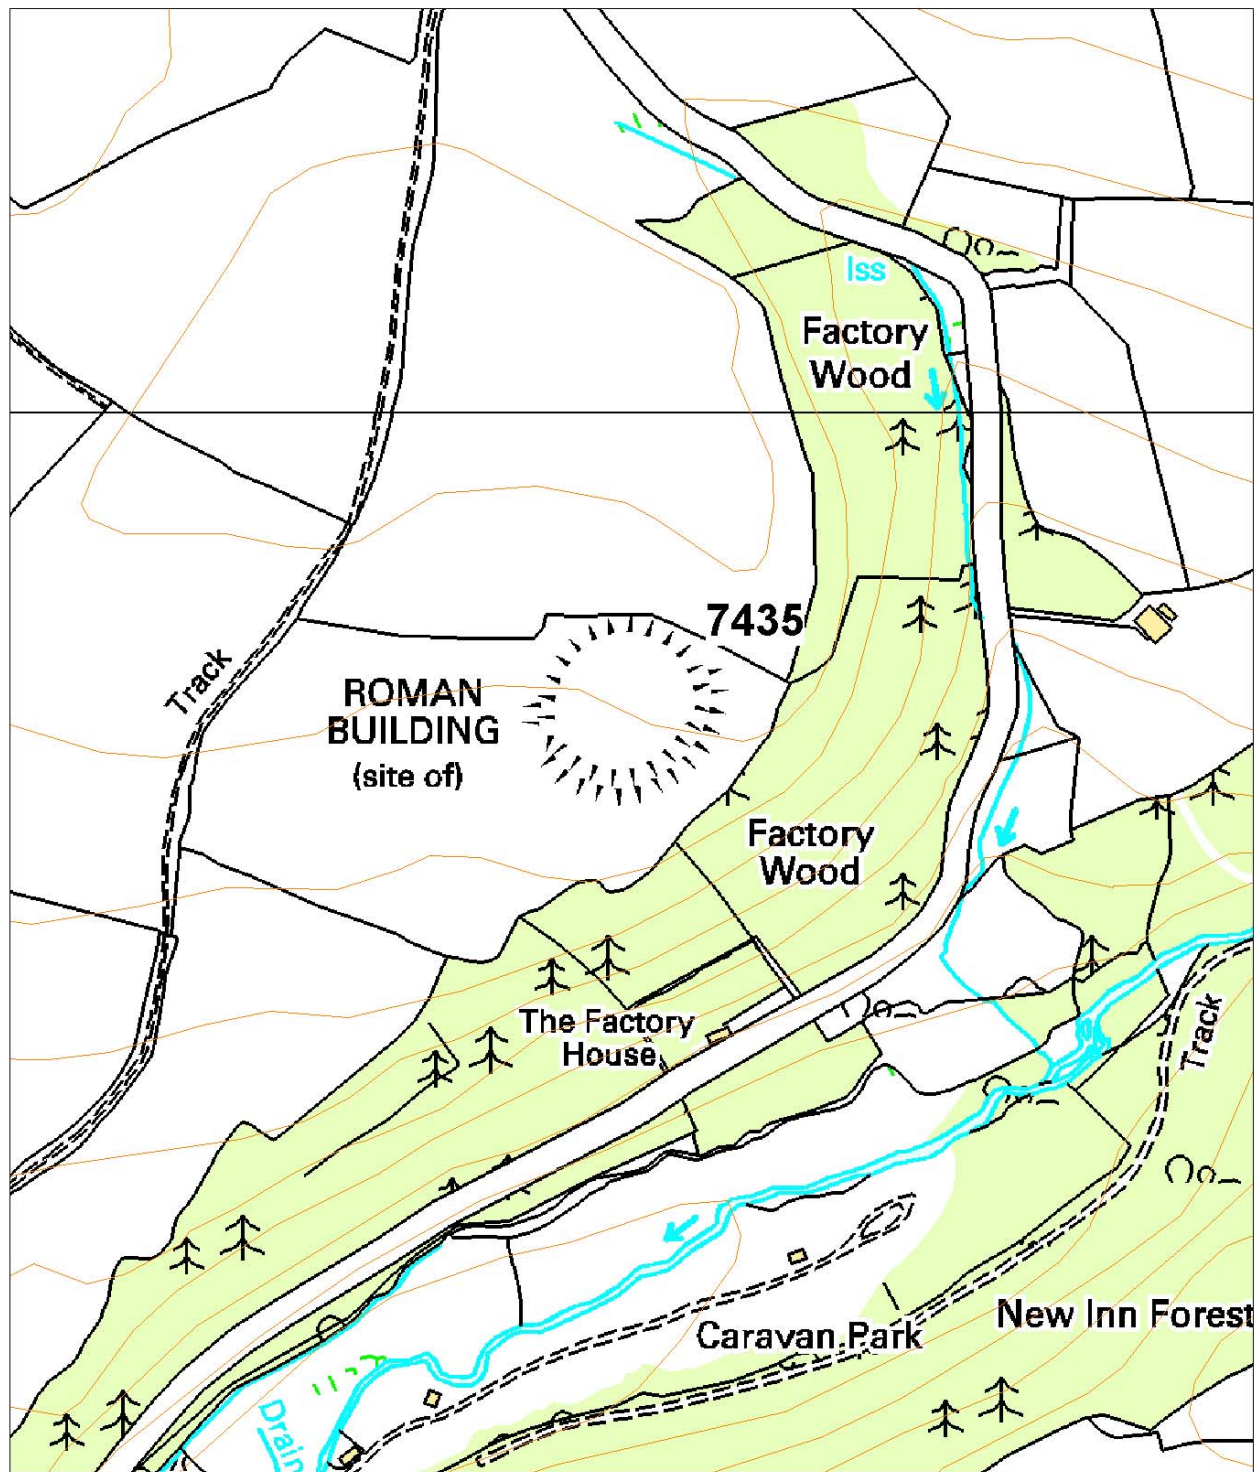 Iss
Factory
Wood
7435
Track
ROMAN
BUILDING
(site of)
Factory
Wood
The Factory
House
Track
New Inn Forest
Caravan Park
Drain